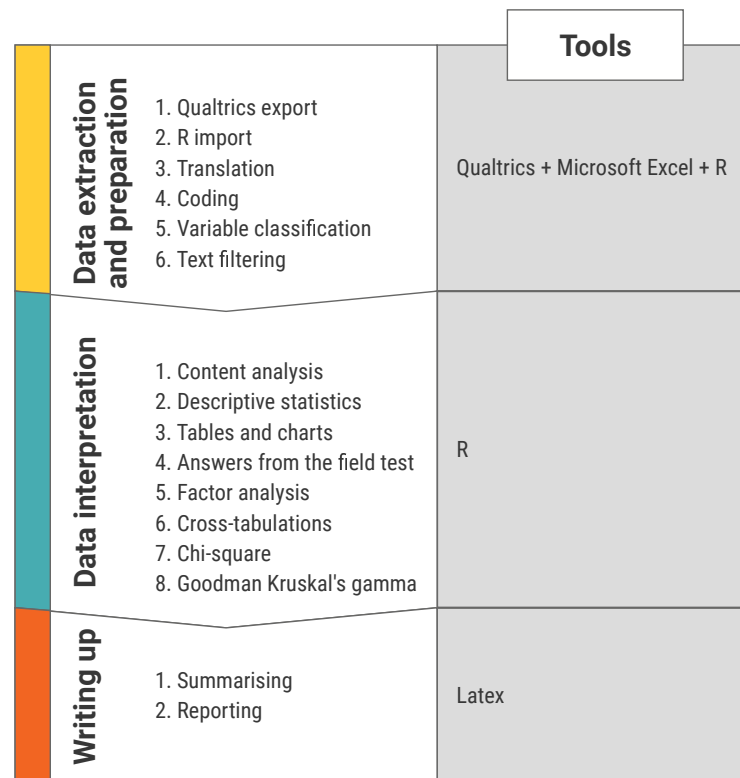 Tools
Data extraction
and preparation
1. Qualtrics export
2. R import
3. Translation
4. Coding
5. Variable classification
6. Text filtering
Qualtrics + Microsoft Excel + R
Data interpretation
1. Content analysis
2. Descriptive statistics
3. Tables and charts
4. Answers from the field test
5. Factor analysis
6. Cross-tabulations
7. Chi-square
8. Goodman Kruskal's gamma
R
Writing up
1. Summarising
2. Reporting
Latex